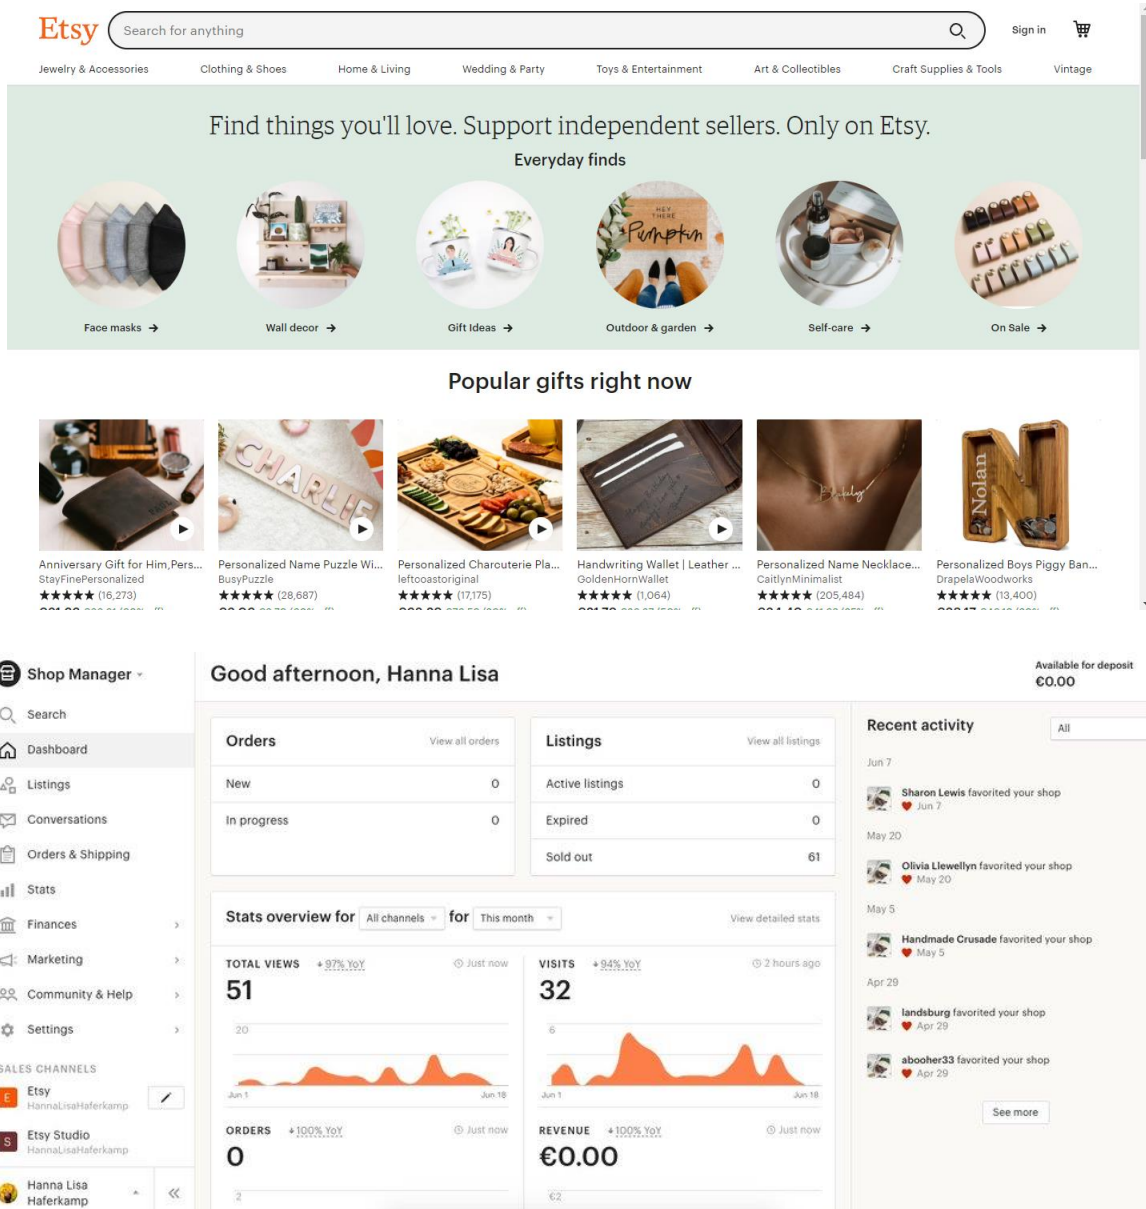 Etsy
Search for anything
Sign in
Jewelry & Accessories
Clothing & Shoes
Home & Living
Wedding & Party
Toys & Entertainment
Art & Collectibles
Craft Supplies & Tools
Vintage
Find things you'll love. Support independent sellers. Only on Etsy.
Everyday finds
HEY
THERE
Pumpkin
Face masks →
Wall decor →
Gift Ideas →
Outdoor & garden →
Self-care →
On Sale →
Popular gifts right now
CHARLIE
Blakely
Nolan
Anniversary Gift for Him,Pers...
StayFinePersonalized
★★★★★ (16,273)
Personalized Name Puzzle Wi...
BusyPuzzle
★★★★★ (28,687)
Personalized Charcuterie Pla...
leftcoastoriginal
★★★★★ (17,175)
Handwriting Wallet | Leather ...
GoldenHornWallet
★★★★★ (1,064)
Personalized Name Necklace...
CaitlynMinimalist
★★★★★ (205,484)
Personalized Boys Piggy Ban...
DrapelaWoodworks
★★★★★ (13,400)
Shop Manager
Search
Dashboard
Listings
Conversations
Orders & Shipping
Stats
Finances
Marketing
Community & Help
Settings
SALES CHANNELS
E
Etsy
HannaLisaHaferkamp
S
Etsy Studio
HannaLisaHaferkamp
Hanna Lisa
Haferkamp
Good afternoon, Hanna Lisa
Available for deposit
€0.00
Orders
View all orders
New 0
In progress 0
Listings
View all listings
Active listings 0
Expired 0
Sold out 61
Stats overview for All channels for This month
View detailed stats
TOTAL VIEWS 97% YoY Just now
51
20
Jun 1 Jun 18
VISITS 94% YoY 2 hours ago
32
6
Jun 1 Jun 18
ORDERS 100% YoY Just now
0
2
REVENUE 100% YoY Just now
€0.00
€2
Recent activity
All
Jun 7
Sharon Lewis favorited your shop
Jun 7
May 20
Olivia Llewellyn favorited your shop
May 20
May 5
Handmade Crusade favorited your shop
May 5
Apr 29
landsburg favorited your shop
Apr 29
abooher33 favorited your shop
Apr 29
See more